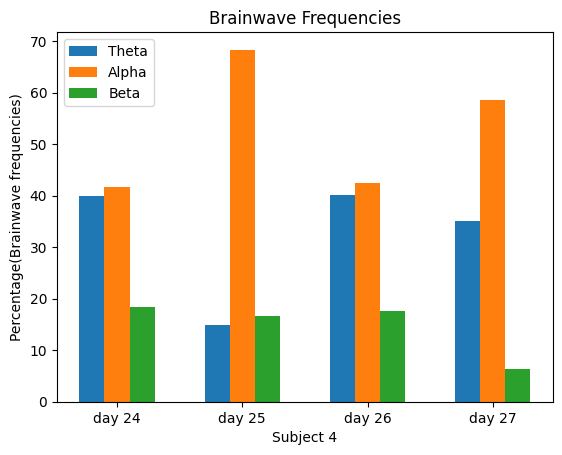 Brainwave Frequencies
Theta
Alpha
Beta
Percentage(Brainwave frequencies)
70
60
50
40
30
20
10
0
day 24
day 25
day 26
day 27
Subject 4